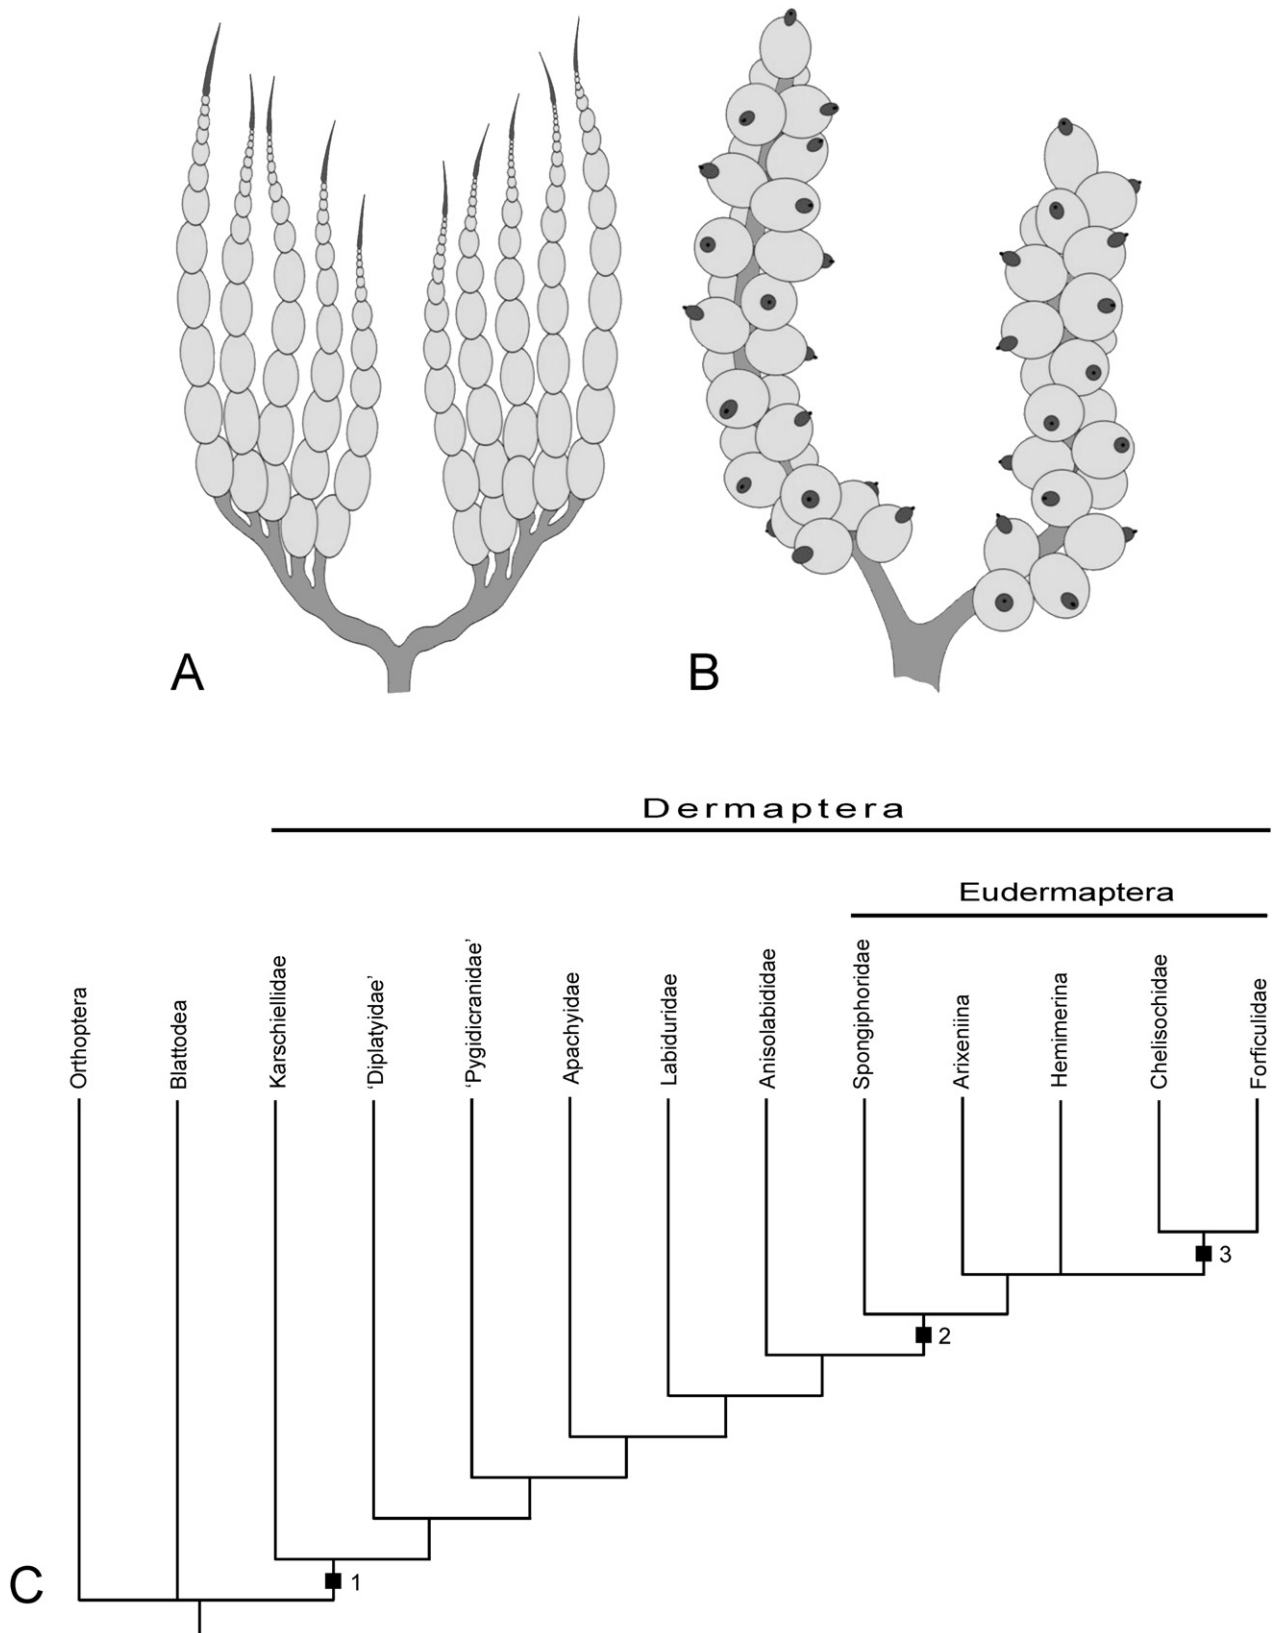 A
B
Dermaptera
Eudermaptera
Orthoptera
Blattodea
Karschiellidae
‘Diplatyidae’
‘Pygidicranidae’
Apachyidae
Labiduridae
Anisolabididae
Spongiphoridae
Arixeniina
Hemimerina
Chelisochidae
Forficulidae
3
2
1
C